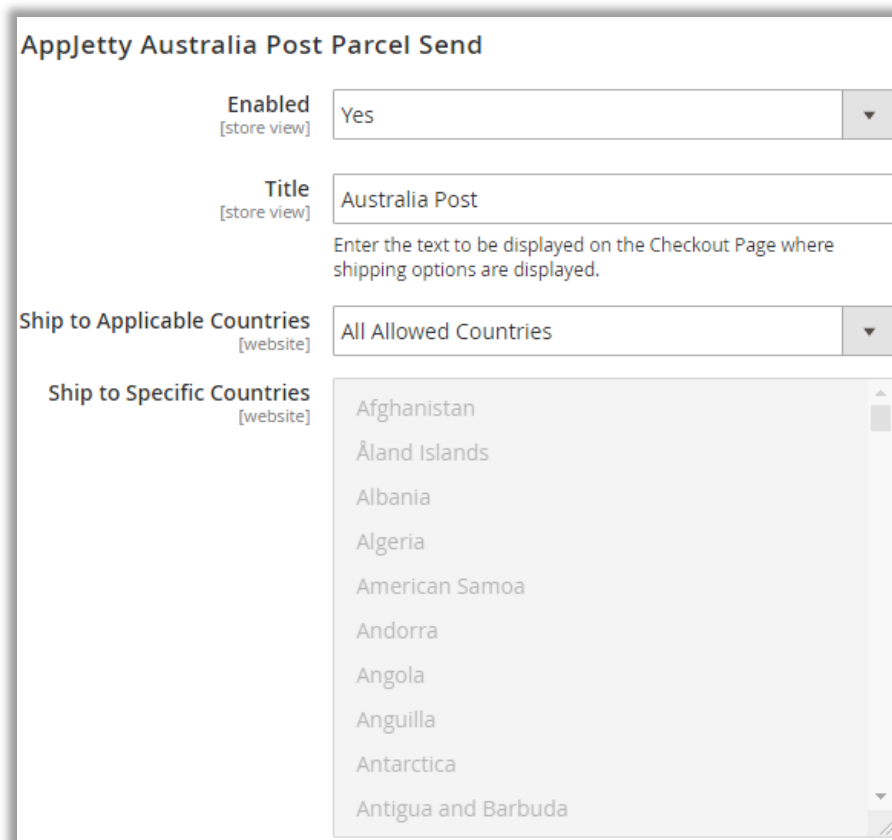 AppJetty Australia Post Parcel Send
Enabled
[store view]
Yes
Title
[store view]
Australia Post
Enter the text to be displayed on the Checkout Page where
shipping options are displayed.
Ship to Applicable Countries
[website]
All Allowed Countries
Ship to Specific Countries
[website]
Afghanistan
Åland Islands
Albania
Algeria
American Samoa
Andorra
Angola
Anguilla
Antarctica
Antigua and Barbuda